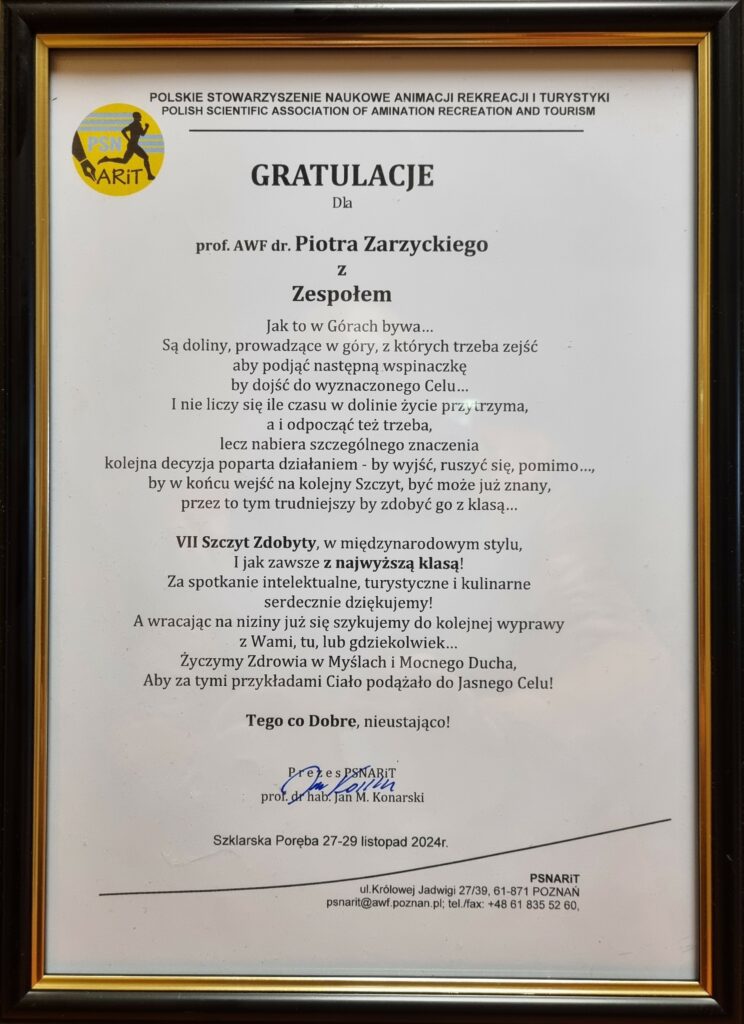 POLSKIE STOWARZYSZENIE NAUKOWE ANIMACJI REKREACJI I TURYSTYKI
POLISH SCIENTIFIC ASSOCIATION OF AMINATION RECREATION AND TOURISM
PSN
ARiT
GRATULACJE
Dla
prof. AWF dr. Piotra Zarzyckiego
z
Zespołem
Jak to w Górach bywa...
Są doliny, prowadzące w góry, z których trzeba zejść
aby podjąć następną wspinaczkę
by dojść do wyznaczonego Celu...
I nie liczy się ile czasu w dolinie życie przytrzyma,
a i odpocząć też trzeba,
lecz nabiera szczególnego znaczenia
kolejna decyzja poparta działaniem - by wyjść, ruszyć się, pomimo...,
by w końcu wejść na kolejny Szczyt, być może już znany,
przez to tym trudniejszy by zdobyć go z klasą...
VII Szczyt Zdobyty, w międzynarodowym stylu,
I jak zawsze z najwyższą klasą!
Za spotkanie intelektualne, turystyczne i kulinarne
serdecznie dziękujemy!
A wracając na niziny już się szykujemy do kolejnej wyprawy
z Wami, tu, lub gdziekolwiek...
Życzymy Zdrowia w Myślach i Mocnego Ducha,
Aby za tymi przykładami Ciało podążało do Jasnego Celu!
Tego co Dobre, nieustająco!
Prezes PSNARiT
prof. dr hab. Jan M. Konarski
Szklarska Poręba 27-29 listopad 2024r.
PSNARiT
ul.Królowej Jadwigi 27/39, 61-871 POZNAŃ
psnarit@awf.poznan.pl; tel./fax: +48 61 835 52 60,